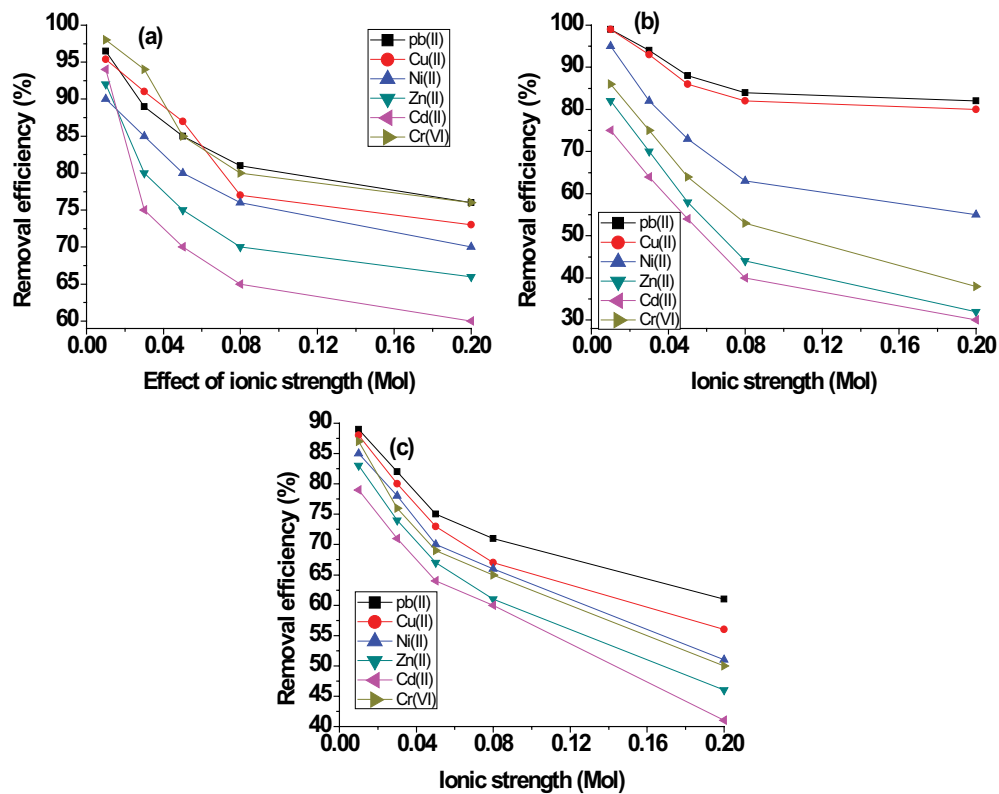 (a)
Removal efficiency (%)
100
95
90
85
80
75
70
65
60
pb(II)
Cu(II)
Ni(II)
Zn(II)
Cd(II)
Cr(VI)
0.00 0.04 0.08 0.12 0.16 0.20
Effect of ionic strength (Mol)
(b)
Removal efficiency (%)
100
90
80
70
60
50
40
30
pb(II)
Cu(II)
Ni(II)
Zn(II)
Cd(II)
Cr(VI)
0.00 0.04 0.08 0.12 0.16 0.20
Ionic strength (Mol)
(c)
Removal efficiency (%)
90
85
80
75
70
65
60
55
50
45
40
pb(II)
Cu(II)
Ni(II)
Zn(II)
Cd(II)
Cr(VI)
0.00 0.04 0.08 0.12 0.16 0.20
Ionic strength (Mol)